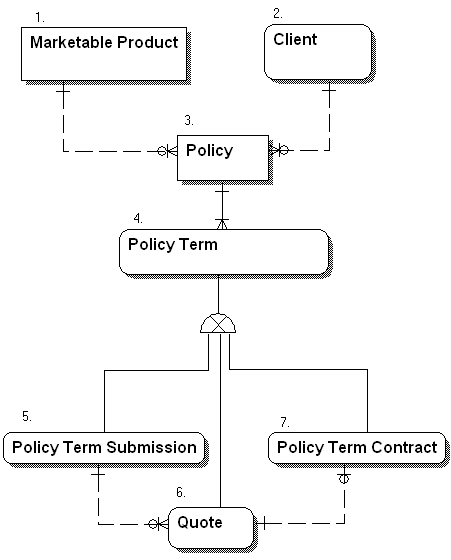 1.
Marketable Product
2.
Client
3.
Policy
4.
Policy Term
5.
Policy Term Submission
7.
Policy Term Contract
6.
Quote